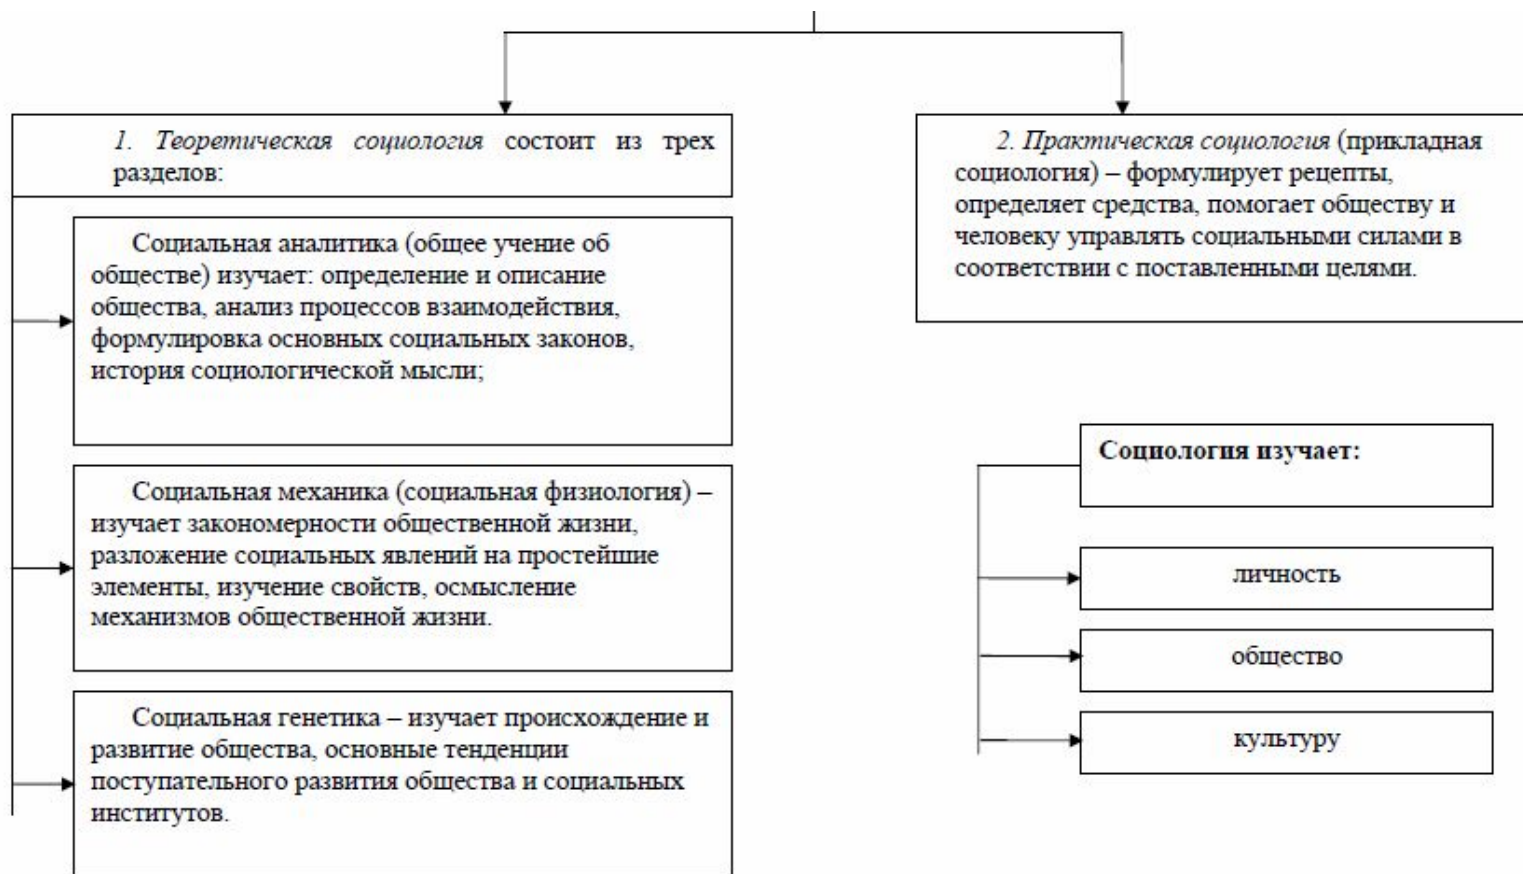 1. Теоретическая социология состоит из трех
разделов:
Социальная аналитика (общее учение об
обществе) изучает: определение и описание
общества, анализ процессов взаимодействия,
формулировка основных социальных законов,
история социологической мысли;
Социальная механика (социальная физиология) –
изучает закономерности общественной жизни,
разложение социальных явлений на простейшие
элементы, изучение свойств, осмысление
механизмов общественной жизни.
Социальная генетика – изучает происхождение и
развитие общества, основные тенденции
поступательного развития общества и социальных
институтов.
2. Практическая социология (прикладная
социология) – формулирует рецепты,
определяет средства, помогает обществу и
человеку управлять социальными силами в
соответствии с поставленными целями.
Социология изучает:
личность
общество
культуру